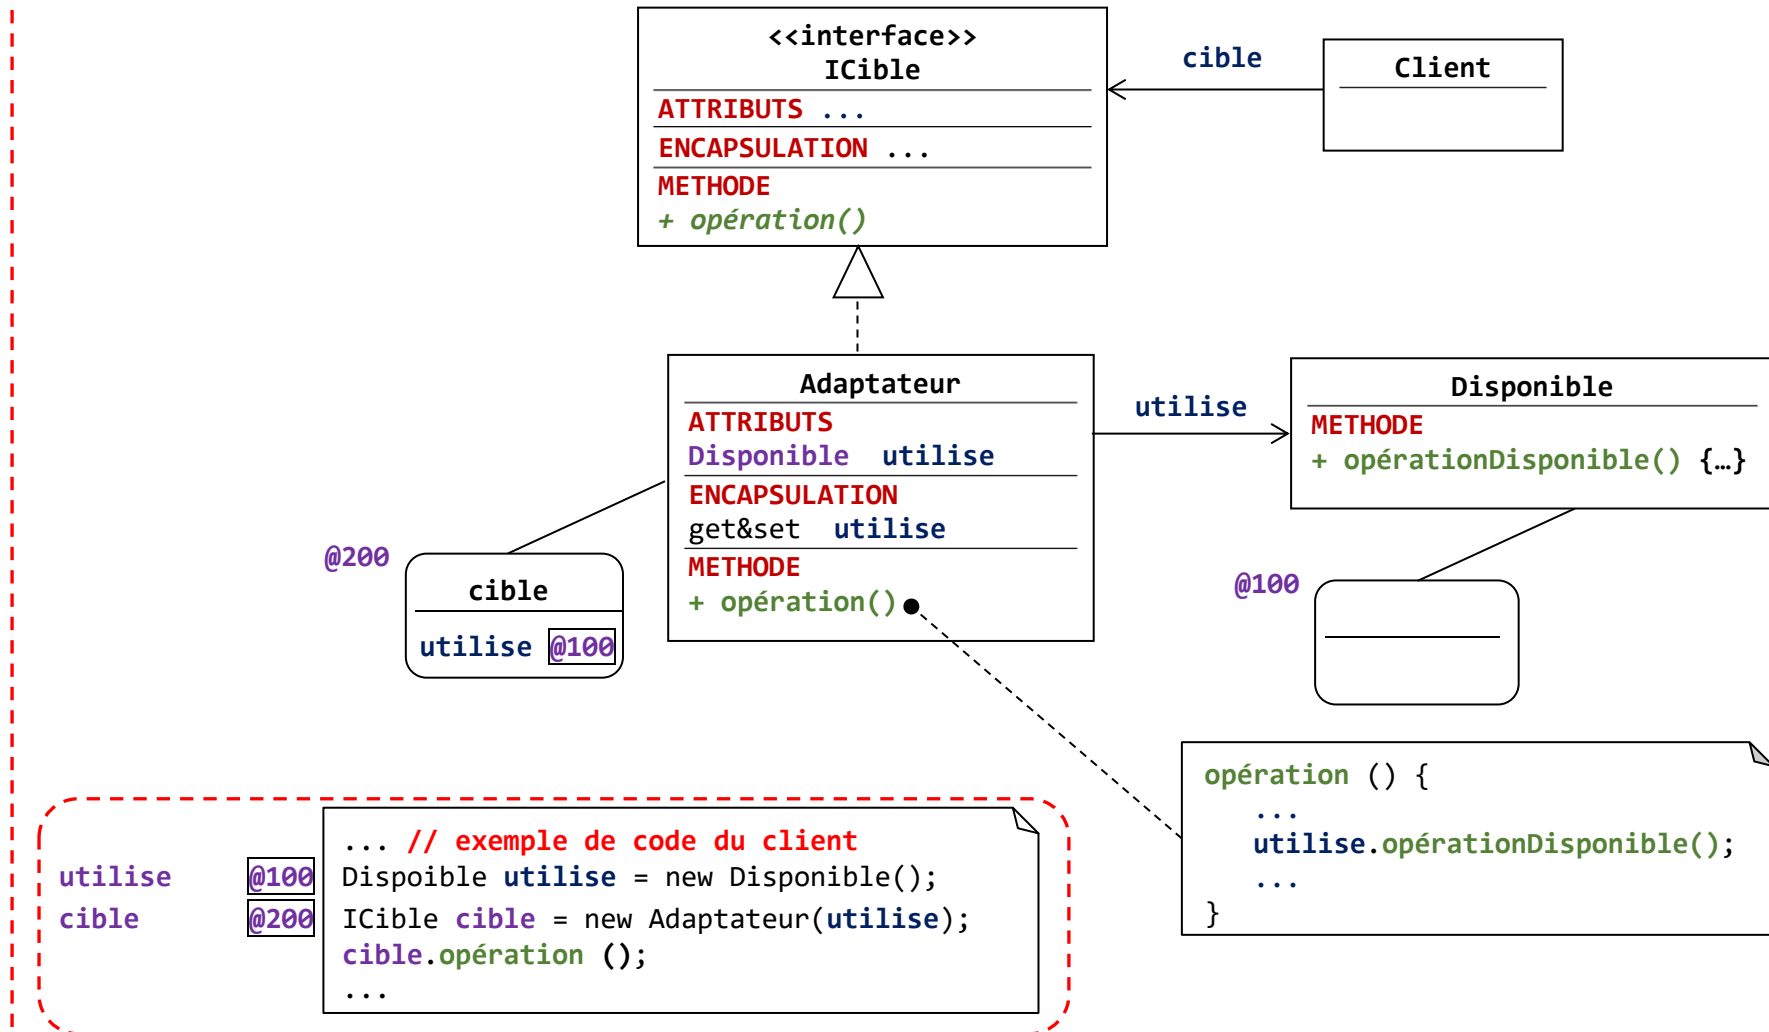 <<interface>>
ICible
ATTRIBUTS ...
ENCAPSULATION ...
METHODE
+ opération()
cible
Client
Adaptateur
ATTRIBUTS
Disponible utilise
ENCAPSULATION
get&set utilise
METHODE
+ opération()
utilise
Disponible
METHODE
+ opérationDisponible() {…}
@200
cible
utilise @100
@100
opération () {
...
utilise.opérationDisponible();
...
}
... // exemple de code du client
utilise @100 Dispoible utilise = new Disponible();
cible @200 ICible cible = new Adaptateur(utilise);
cible.opération ();
...